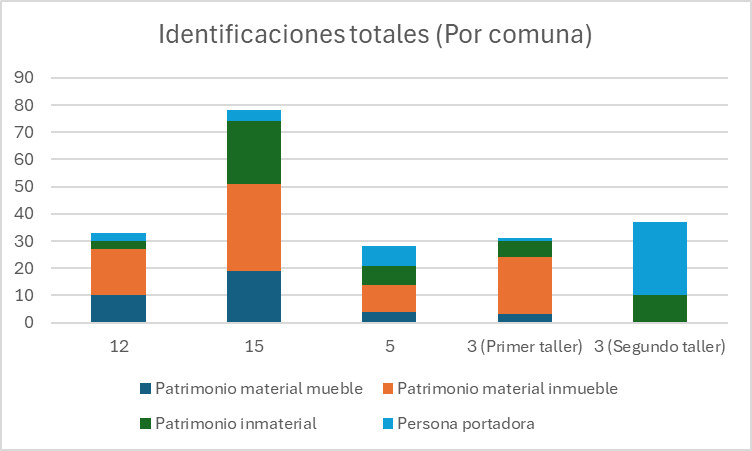 Identificaciones totales (Por comuna)
90
80
70
60
50
40
30
20
10
0
12 15 5 3 (Primer taller) 3 (Segundo taller)
Patrimonio material mueble Patrimonio material inmueble
Patrimonio inmaterial Persona portadora